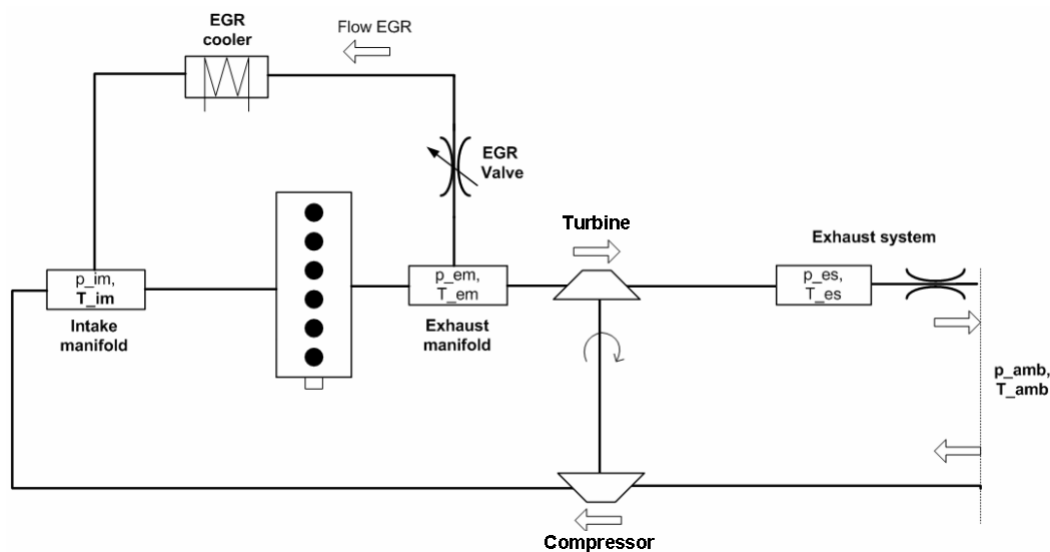 EGR
cooler
Flow EGR
EGR
Valve
Turbine
Exhaust system
p_im,
T_im
p_em,
T_em
p_es,
T_es
Intake
manifold
Exhaust
manifold
p_amb,
T_amb
Compressor